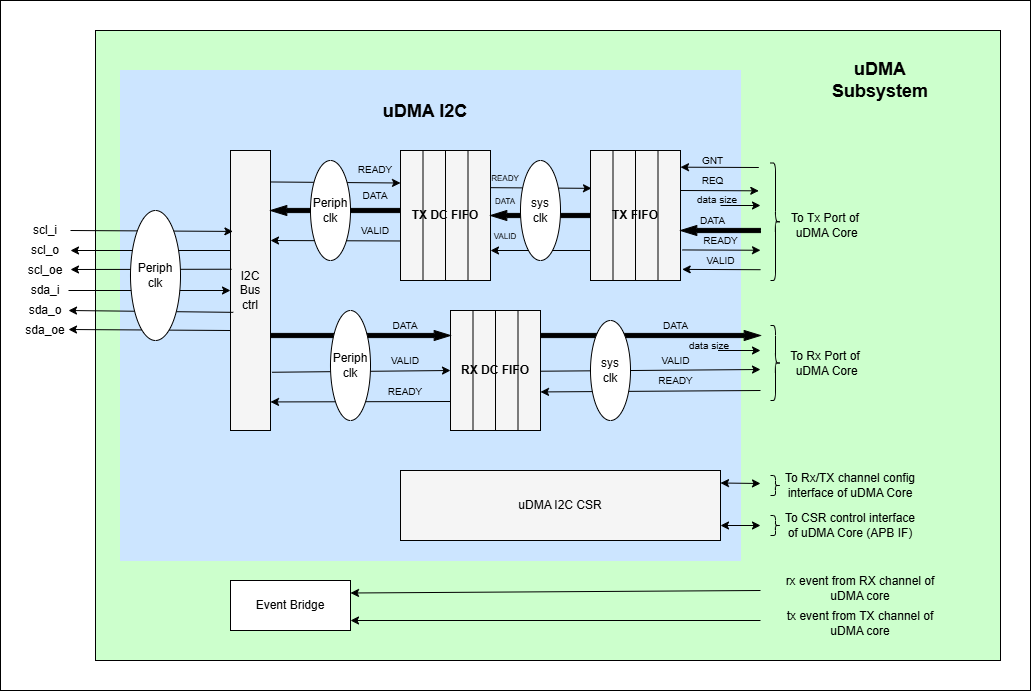 uDMA
Subsystem
uDMA I2C
scl_i
scl_o
scl_oe
sda_i
sda_o
sda_oe
Periph
clk
I2C
Bus
ctrl
READY
DATA
VALID
Periph
clk
TX DC FIFO
READY
DATA
VALID
sys
clk
TX FIFO
GNT
REQ
data size
DATA
READY
VALID
To Tx Port of
uDMA Core
DATA
VALID
READY
Periph
clk
RX DC FIFO
sys
clk
DATA
data size
VALID
READY
To Rx Port of
uDMA Core
uDMA I2C CSR
To Rx/TX channel config
interface of uDMA Core
To CSR control interface
of uDMA Core (APB IF)
Event Bridge
rx event from RX channel of
uDMA core
tx event from TX channel of
uDMA core